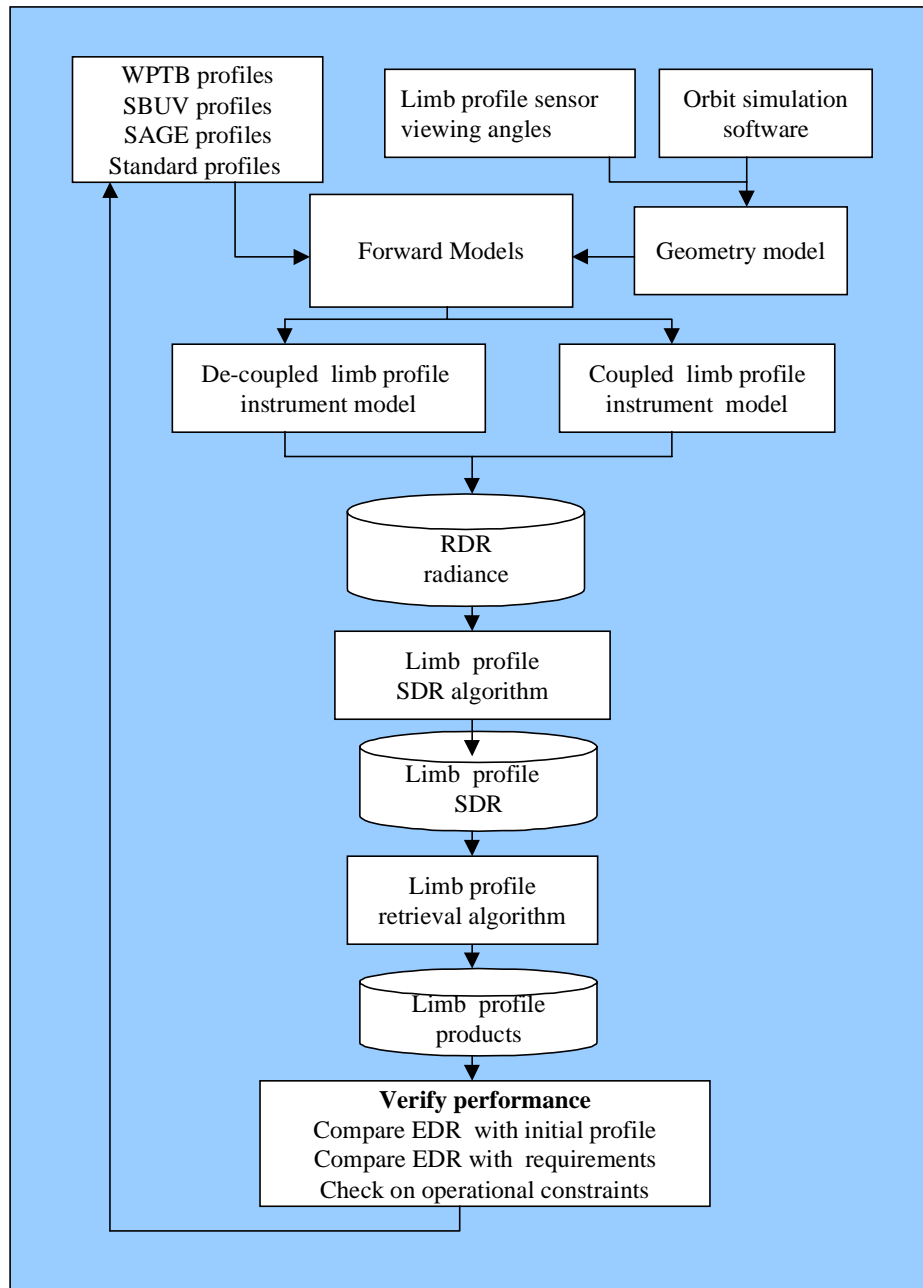 WPTB profiles
SBUV profiles
SAGE profiles
Standard profiles
Limb profile sensor
viewing angles
Orbit simulation
software
Forward Models
Geometry model
De-coupled limb profile
instrument model
Coupled limb profile
instrument model
RDR
radiance
Limb profile
SDR algorithm
Limb profile
SDR
Limb profile
retrieval algorithm
Limb profile
products
Verify performance
Compare EDR with initial profile
Compare EDR with requirements
Check on operational constraints